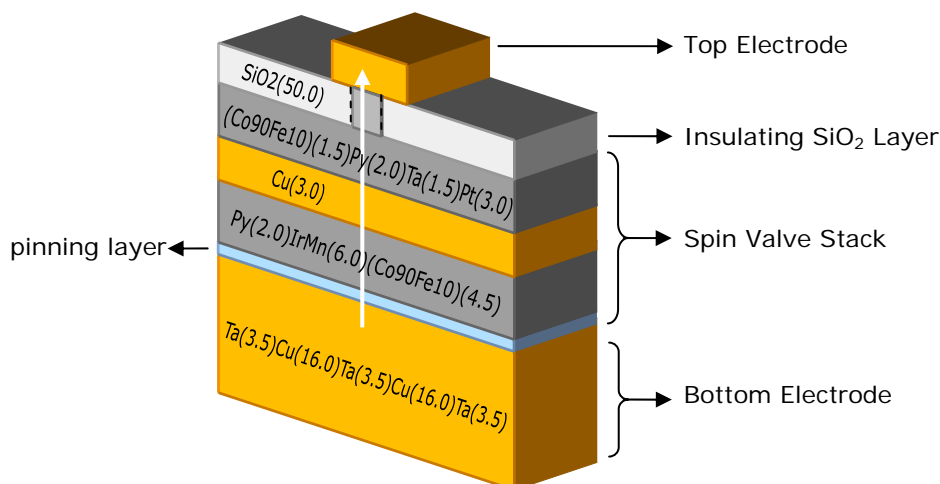 Top Electrode
SiO2(50.0)
Insulating SiO₂ Layer
(Co90Fe10)(1.5)Py(2.0)Ta(1.5)Pt(3.0)
Cu(3.0)
Spin Valve Stack
pinning layer
Py(2.0)IrMn(6.0)(Co90Fe10)(4.5)
Ta(3.5)Cu(16.0)Ta(3.5)Cu(16.0)Ta(3.5)
Bottom Electrode